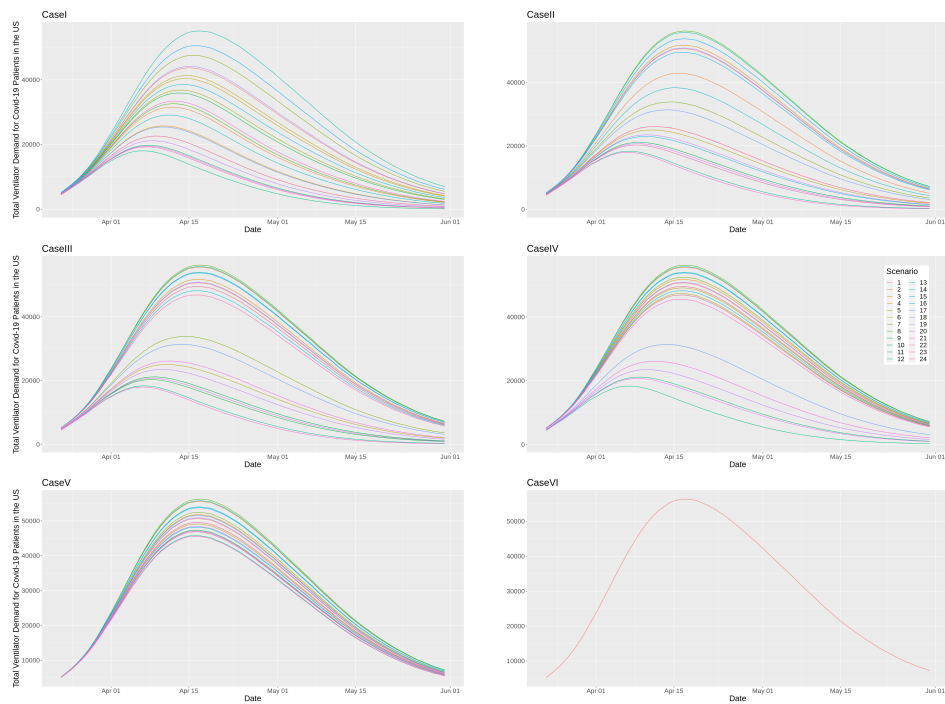 CaseI
Total Ventilator Demand for Covid-19 Patients in the US
40000
20000
0
Apr 01
Apr 15
May 01
May 15
Jun 01
Date
CaseII
40000
20000
0
Apr 01
Apr 15
May 01
May 15
Jun 01
Date
CaseIII
Total Ventilator Demand for Covid-19 Patients in the US
40000
20000
0
Apr 01
Apr 15
May 01
May 15
Jun 01
Date
CaseIV
40000
20000
0
Apr 01
Apr 15
May 01
May 15
Jun 01
Date
Scenario
1 13
2 14
3 15
4 16
5 17
6 18
7 19
8 20
9 21
10 22
11 23
12 24
CaseV
Total Ventilator Demand for Covid-19 Patients in the US
50000
40000
30000
20000
10000
Apr 01
Apr 15
May 01
May 15
Jun 01
Date
CaseVI
50000
40000
30000
20000
10000
Apr 01
Apr 15
May 01
May 15
Jun 01
Date